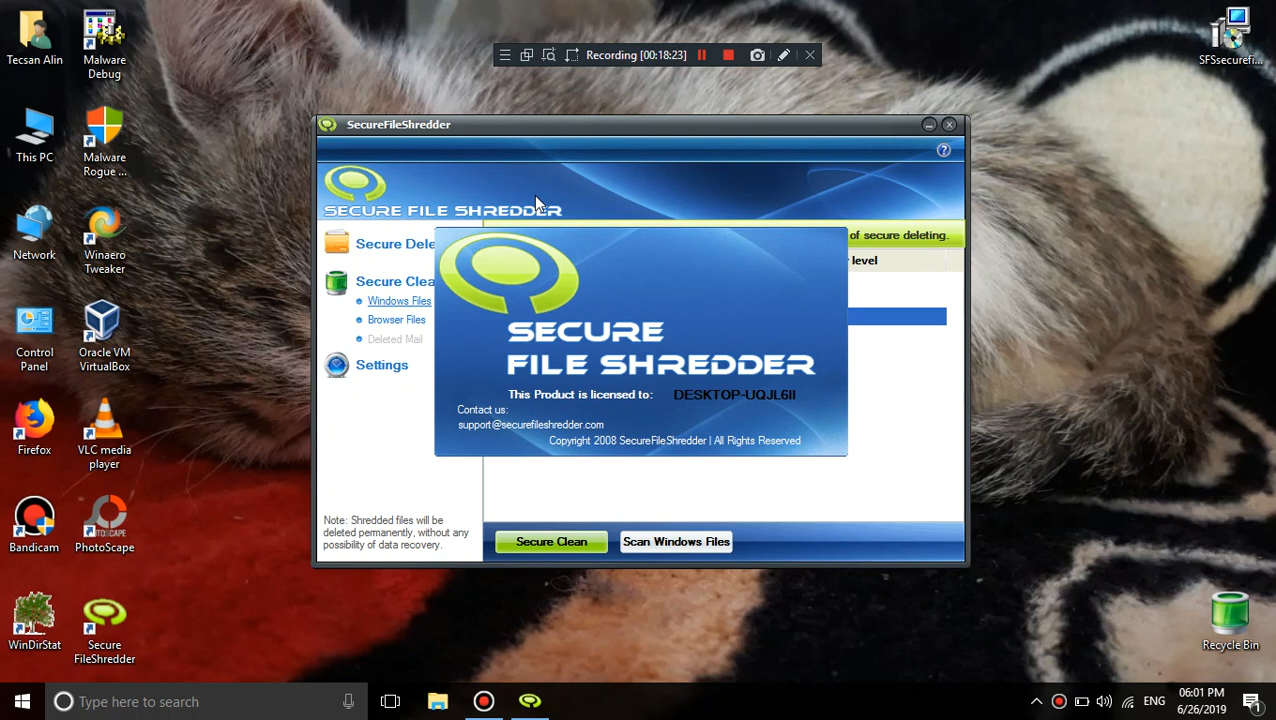 Tecsan Alin
Malware
Debug
This PC
Malware
Rogue ...
Network
Winaero
Tweaker
Control
Panel
Oracle VM
VirtualBox
Firefox
VLC media
player
Bandicam
PhotoScape
WinDirStat
Secure
FileShredder
SFSsecurefi...
Recycle Bin
Recording [00:18:23]
SecureFileShredder
?
SECURE FILE SHREDDER
Secure Dele
Secure Clea
Windows Files
Browser Files
Deleted Mail
Settings
of secure deleting.
level
SECURE
FILE SHREDDER
This Product is licensed to: DESKTOP-UQJL6II
Contact us:
support@securefileshredder.com
Copyright 2008 SecureFileShredder | All Rights Reserved
Note: Shredded files will be
deleted permanently, without any
possibility of data recovery.
Secure Clean
Scan Windows Files
Type here to search
ENG
06:01 PM
6/26/2019
1